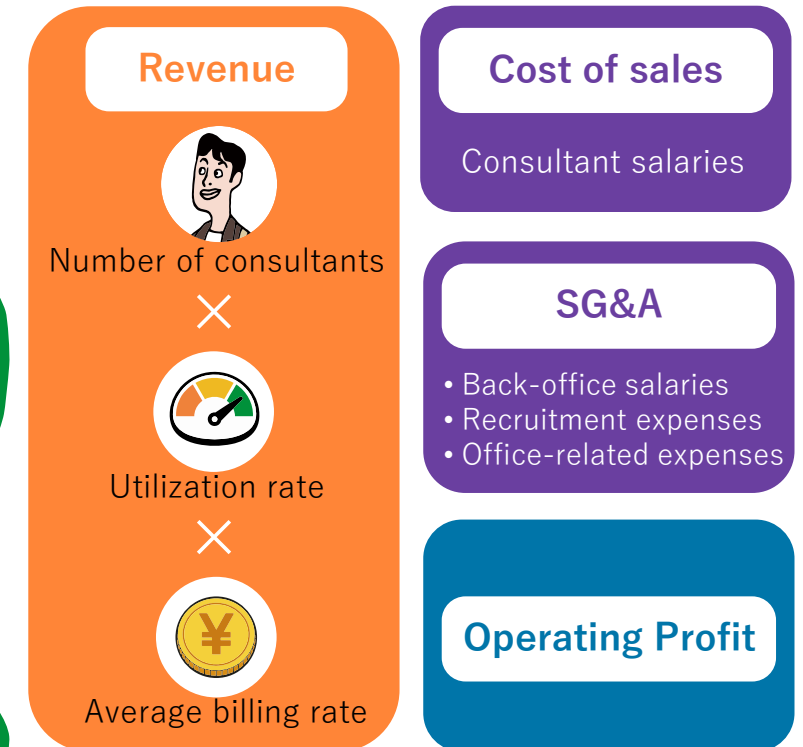 Revenue
Number of consultants
×
Utilization rate
×
¥
Average billing rate
Cost of sales
Consultant salaries
SG&A
• Back-office salaries
• Recruitment expenses
• Office-related expenses
Operating Profit